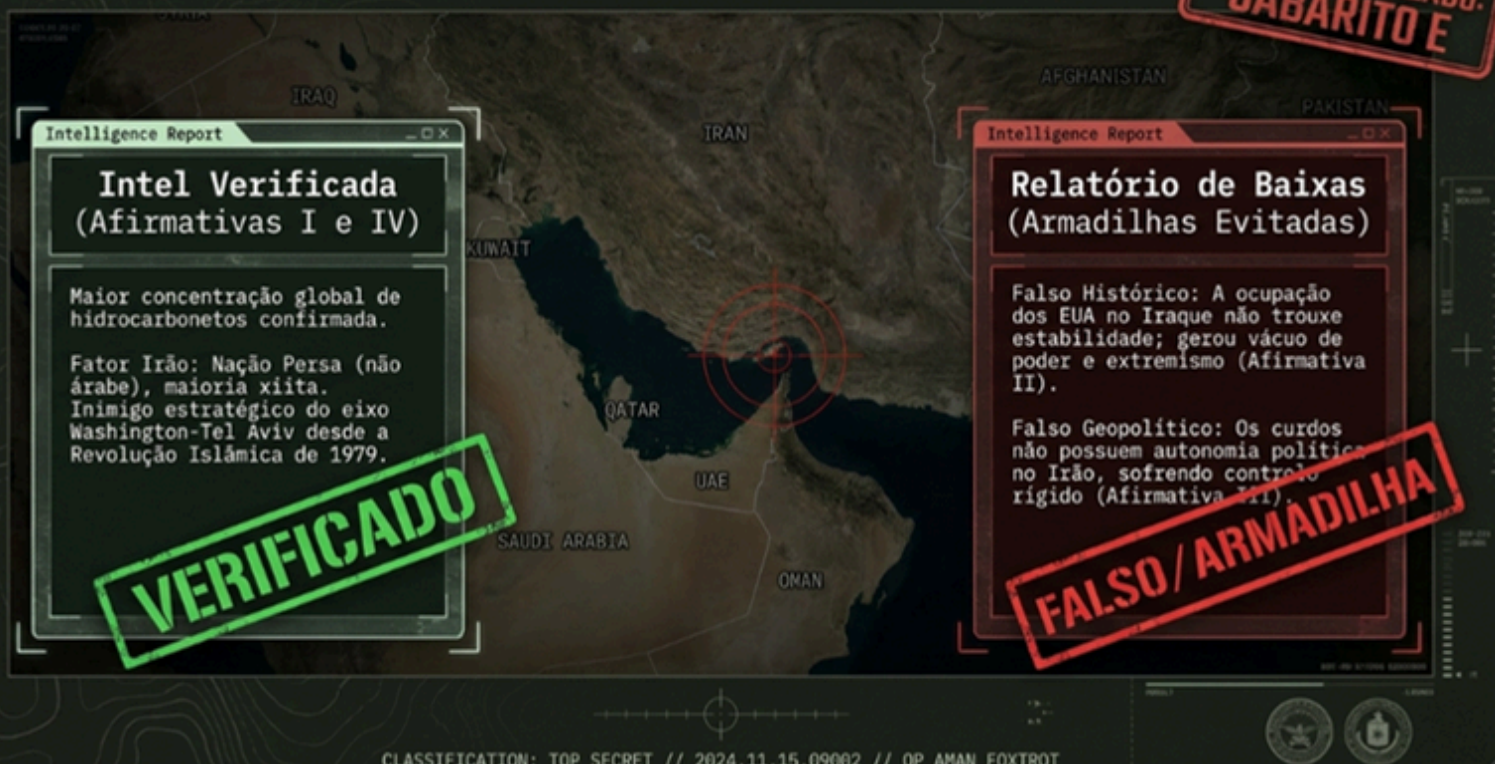 GABARITO E
SYRIA
IRAQ
IRAN
AFGHANISTAN
PAKISTAN
KUWAIT
QATAR
UAE
SAUDI ARABIA
OMAN
Intelligence Report
Intel Verificada
(Afirmativas I e IV)
Maior concentração global de
hidrocarbonetos confirmada.
Fator Irão: Nação Persa (não
árabe), maioria xiita.
Inimigo estratégico do eixo
Washington-Tel Aviv desde a
Revolução Islâmica de 1979.
VERIFICADO
Intelligence Report
Relatório de Baixas
(Armadilhas Evitadas)
Falso Histórico: A ocupação
dos EUA no Iraque não trouxe
estabilidade; gerou vácuo de
poder e extremismo (Afirmativa
II).
Falso Geopolítico: Os curdos
não possuem autonomia política
no Irão, sofrendo controlo
rígido (Afirmativa III).
FALSO/ARMADILHA
CLASSIFICATION: TOP SECRET // 2024.11.15 0900Z // OP AMAN FOXTROT